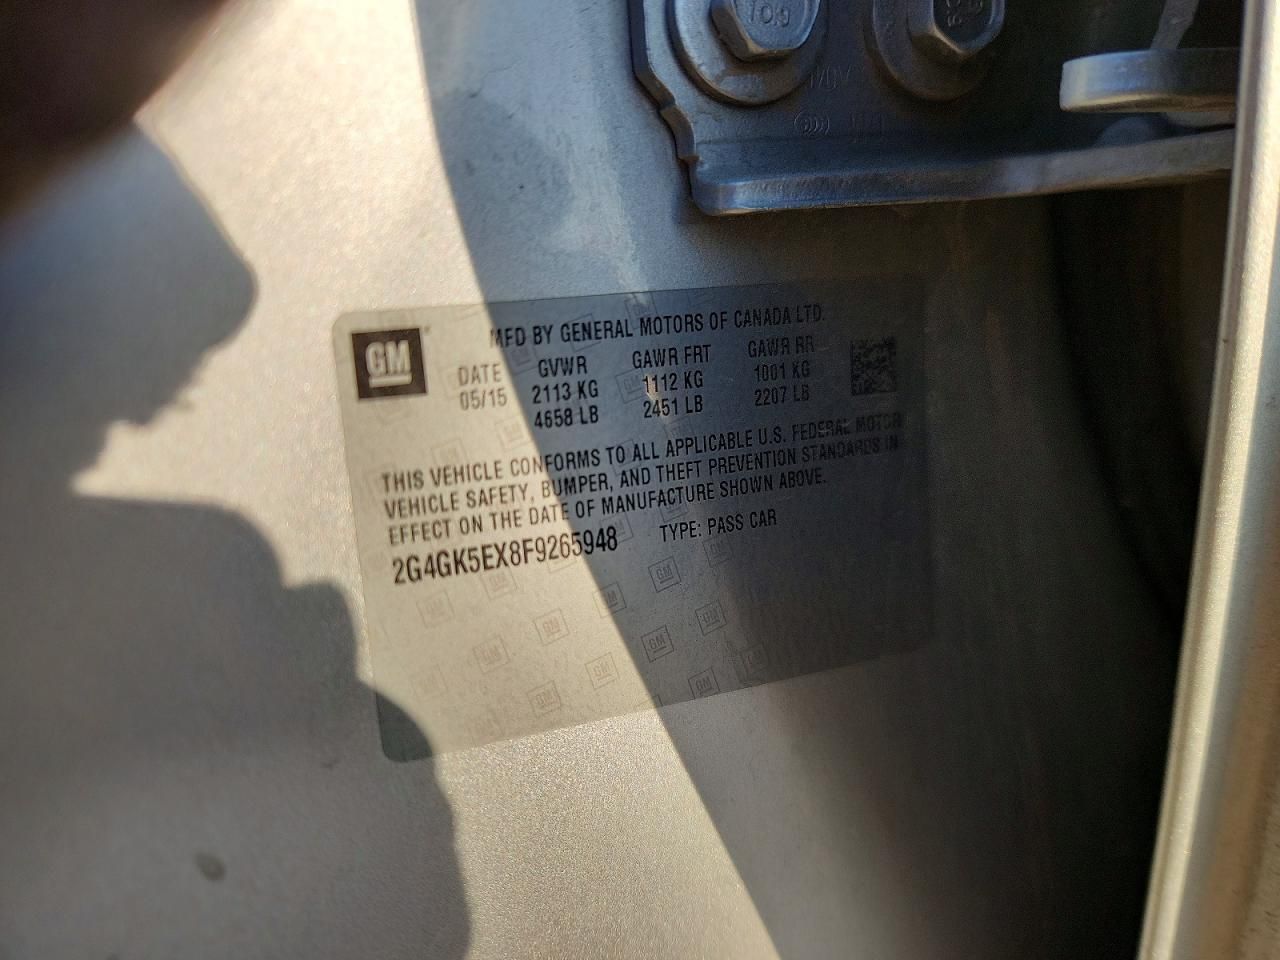 10.9
GM
MFD BY GENERAL MOTORS OF CANADA LTD.
DATE GVWR GAWR FRT GAWR RR
05/15 2113 KG 1112 KG 1001 KG
4658 LB 2451 LB 2207 LB
THIS VEHICLE CONFORMS TO ALL APPLICABLE U.S. FEDERAL MOTOR
VEHICLE SAFETY, BUMPER, AND THEFT PREVENTION STANDARDS IN
EFFECT ON THE DATE OF MANUFACTURE SHOWN ABOVE.
2G4GK5EX8F9265948 TYPE: PASS CAR